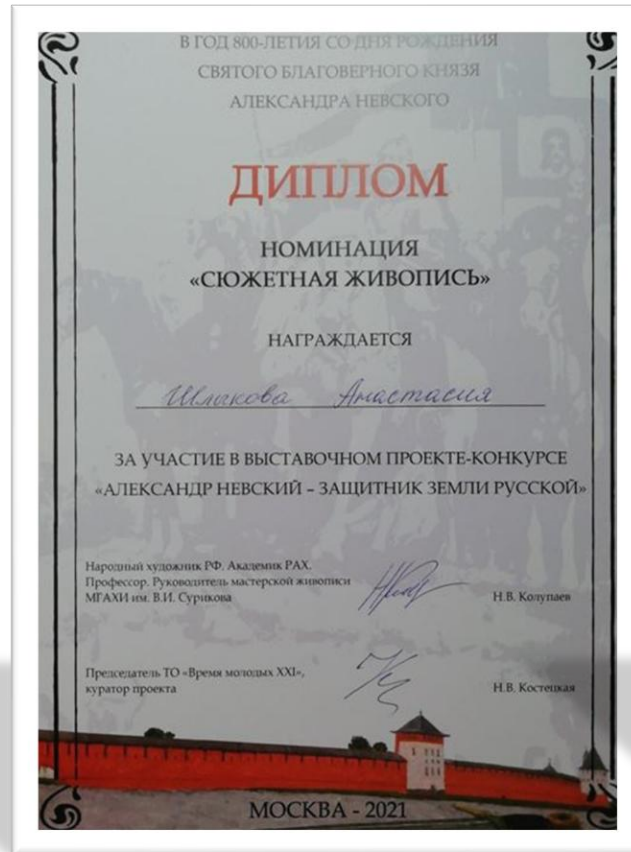 В ГОД 800-ЛЕТИЯ СО ДНЯ РОЖДЕНИЯ
СВЯТОГО БЛАГОВЕРНОГО КНЯЗЯ
АЛЕКСАНДРА НЕВСКОГО
ДИПЛОМ
НОМИНАЦИЯ
«СЮЖЕТНАЯ ЖИВОПИСЬ»
НАГРАЖДАЕТСЯ
Шлыкова Анастасия
ЗА УЧАСТИЕ В ВЫСТАВОЧНОМ ПРОЕКТЕ-КОНКУРСЕ
«АЛЕКСАНДР НЕВСКИЙ – ЗАЩИТНИК ЗЕМЛИ РУССКОЙ»
Народный художник РФ. Академик РАХ.
Профессор. Руководитель мастерской живописи
МГАХИ им. В.И. Сурикова Н.В. Колупаев
Председатель ТО «Время молодых XXI»,
куратор проекта Н.В. Костецкая
МОСКВА - 2021